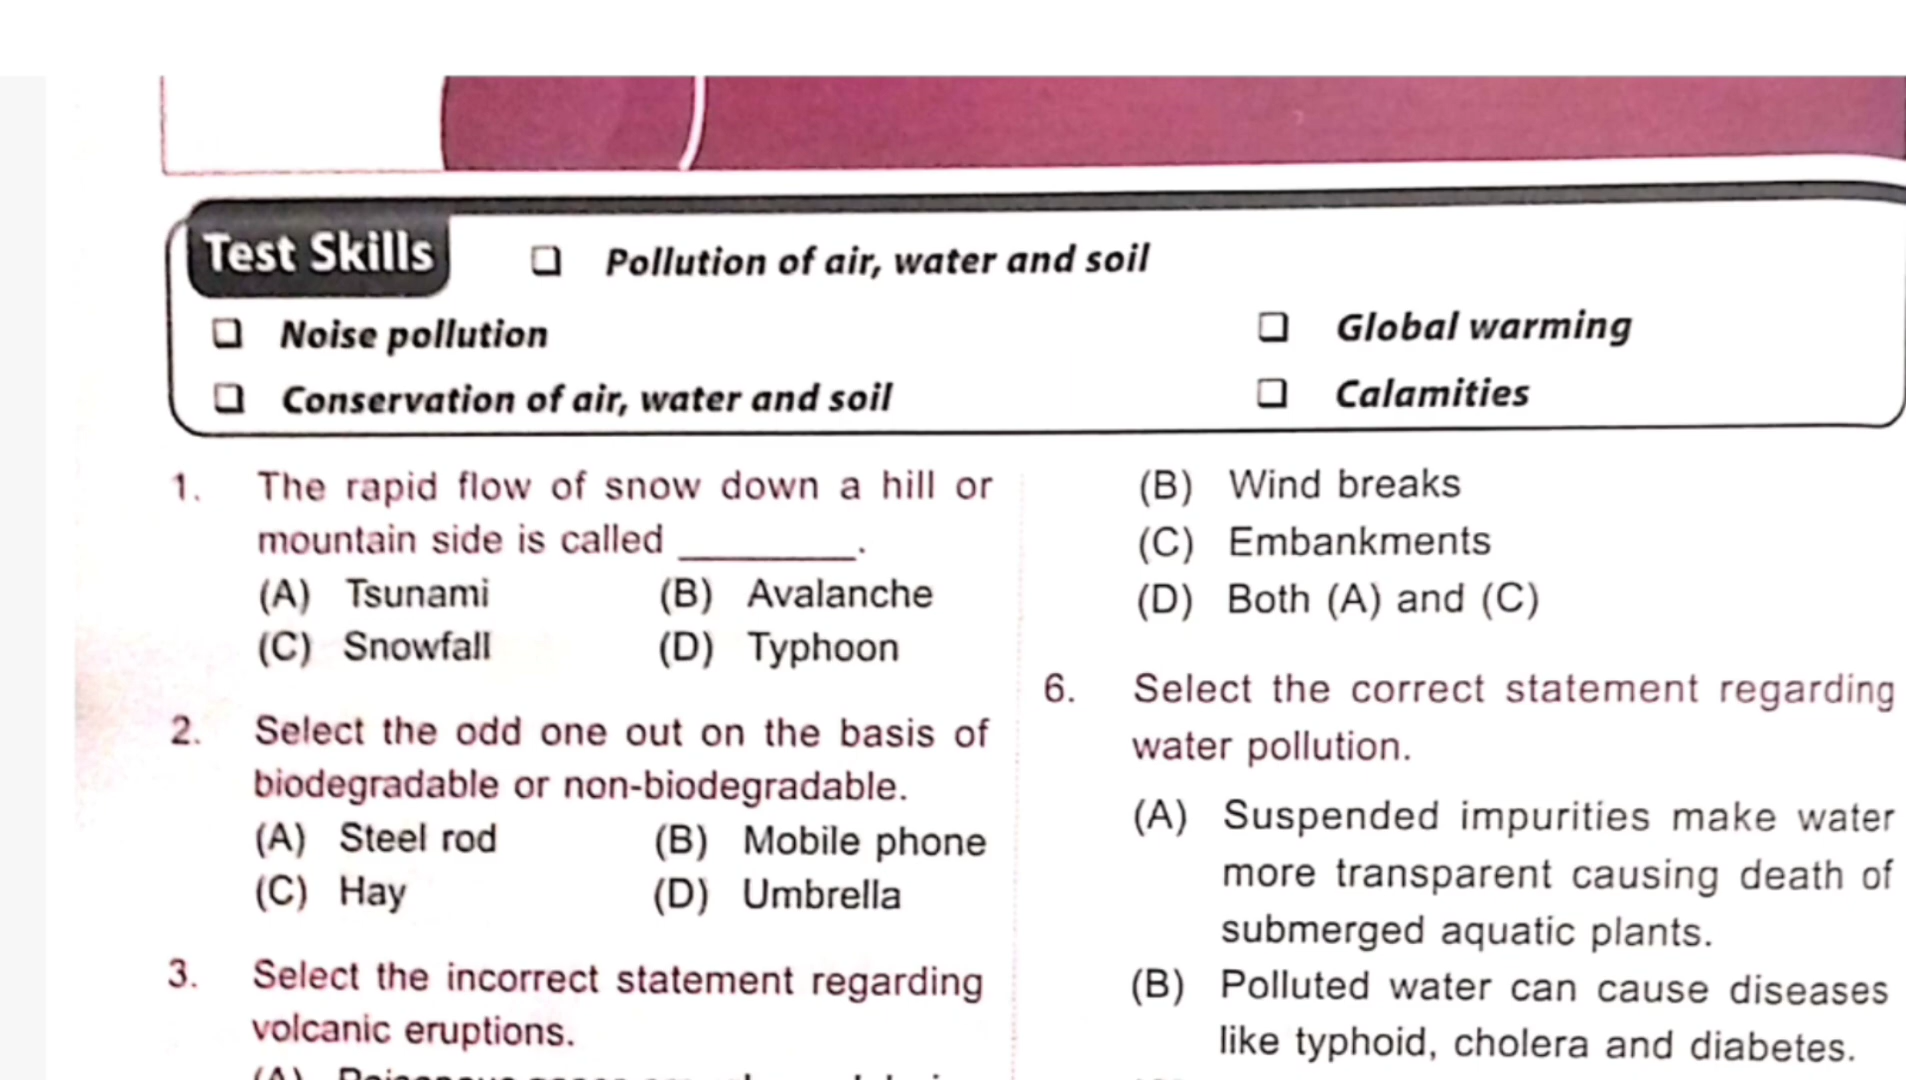 Test Skills
❑ Pollution of air, water and soil
❑ Noise pollution
❑ Global warming
❑ Conservation of air, water and soil
❑ Calamities
1. The rapid flow of snow down a hill or
mountain side is called ________.
(A) Tsunami (B) Avalanche
(C) Snowfall (D) Typhoon
2. Select the odd one out on the basis of
biodegradable or non-biodegradable.
(A) Steel rod (B) Mobile phone
(C) Hay (D) Umbrella
3. Select the incorrect statement regarding
volcanic eruptions.
(B) Wind breaks
(C) Embankments
(D) Both (A) and (C)
6. Select the correct statement regarding
water pollution.
(A) Suspended impurities make water
more transparent causing death of
submerged aquatic plants.
(B) Polluted water can cause diseases
like typhoid, cholera and diabetes.